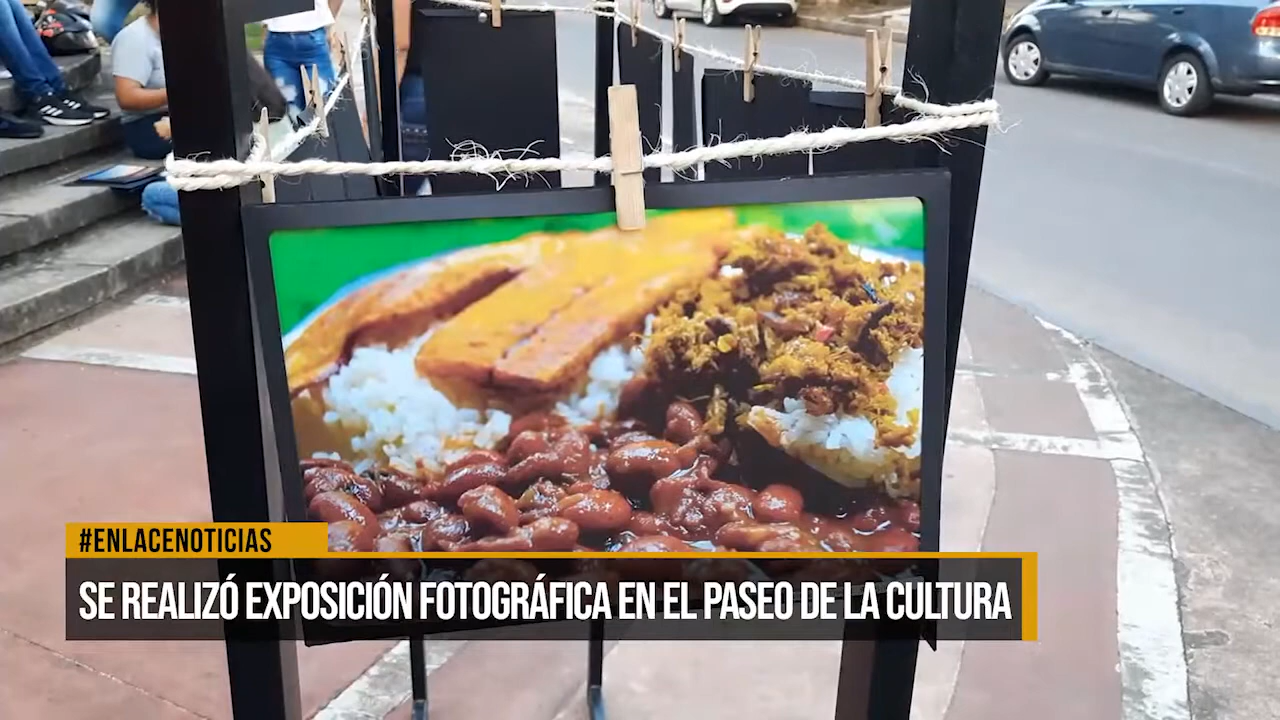 #ENLACENOTICIAS
SE REALIZÓ EXPOSICIÓN FOTOGRÁFICA EN EL PASEO DE LA CULTURA